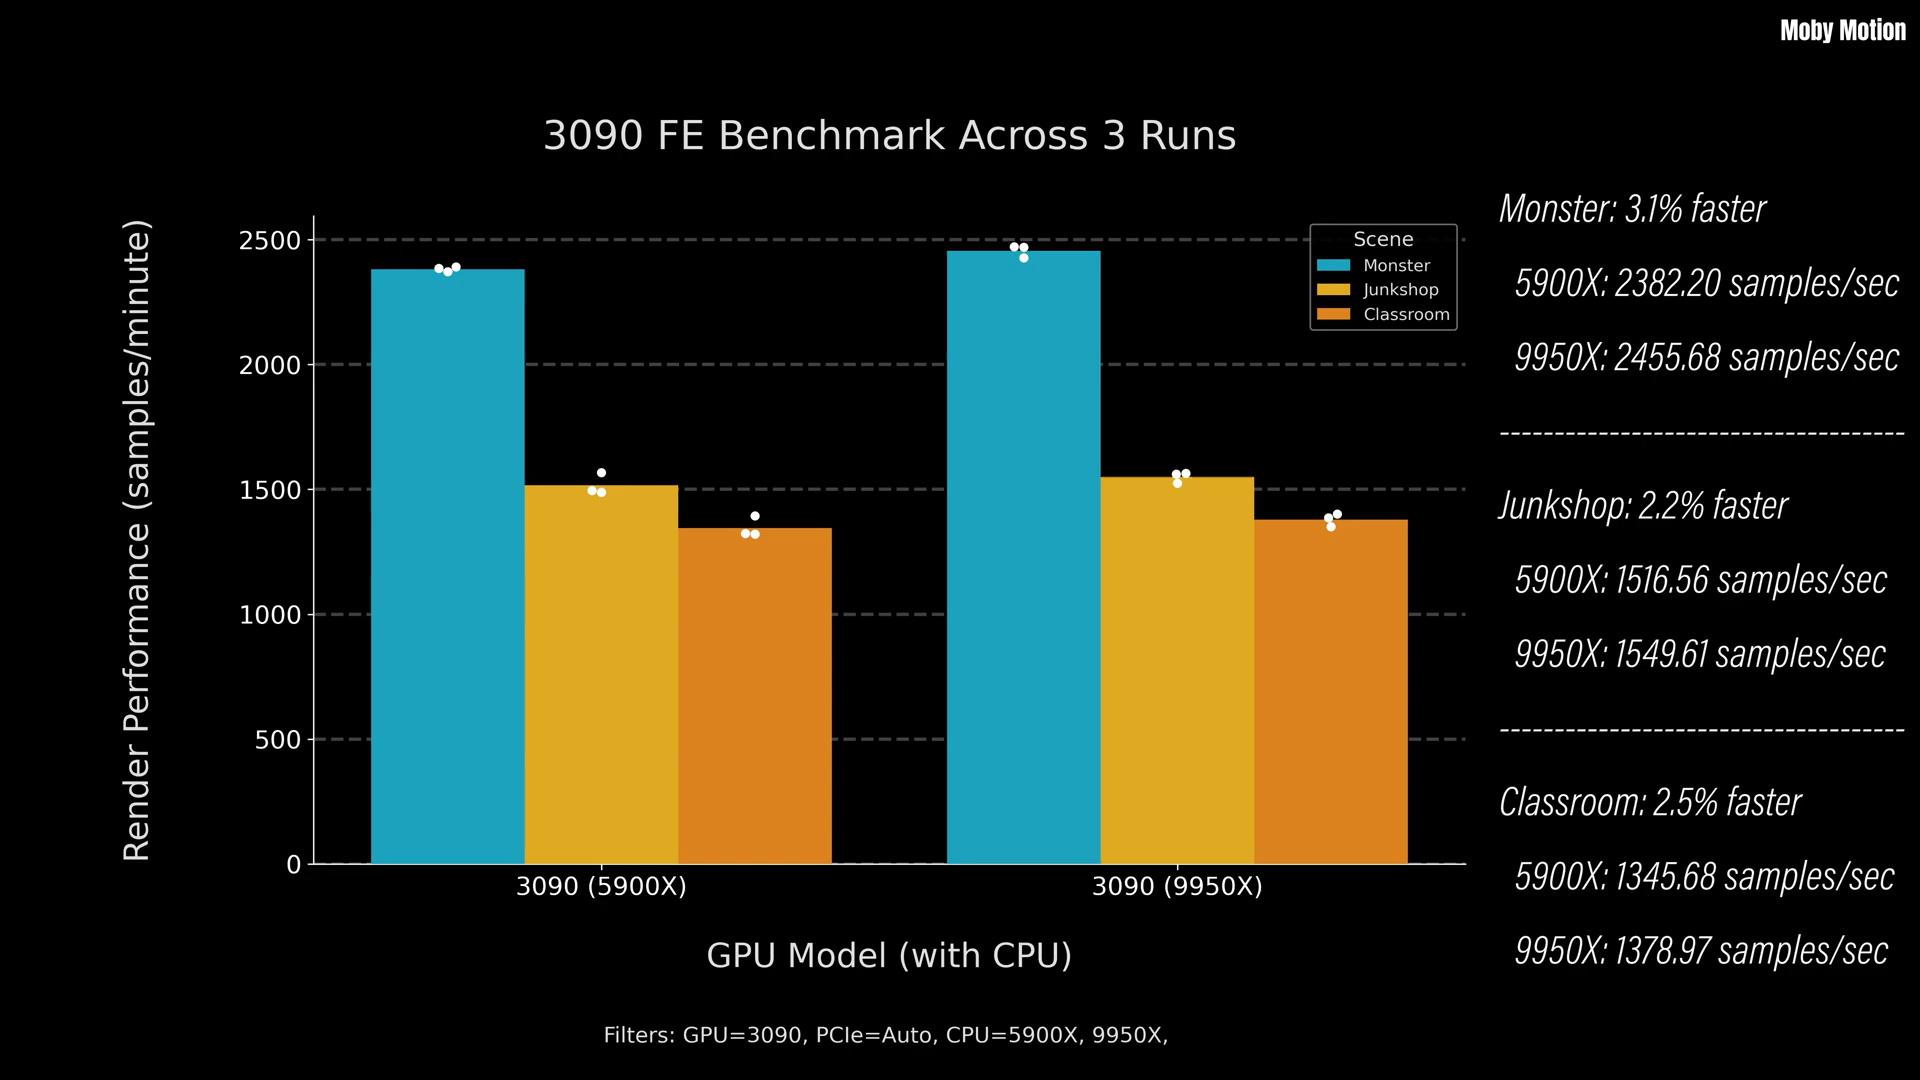 Moby Motion
3090 FE Benchmark Across 3 Runs
Render Performance (samples/minute)
2500
2000
1500
1000
500
0
Scene
Monster
Junkshop
Classroom
3090 (5900X)
3090 (9950X)
GPU Model (with CPU)
Filters: GPU=3090, PCIe=Auto, CPU=5900X, 9950X,
Monster: 3.1% faster
5900X: 2382.20 samples/sec
9950X: 2455.68 samples/sec
-------------------------------------
Junkshop: 2.2% faster
5900X: 1516.56 samples/sec
9950X: 1549.61 samples/sec
-------------------------------------
Classroom: 2.5% faster
5900X: 1345.68 samples/sec
9950X: 1378.97 samples/sec